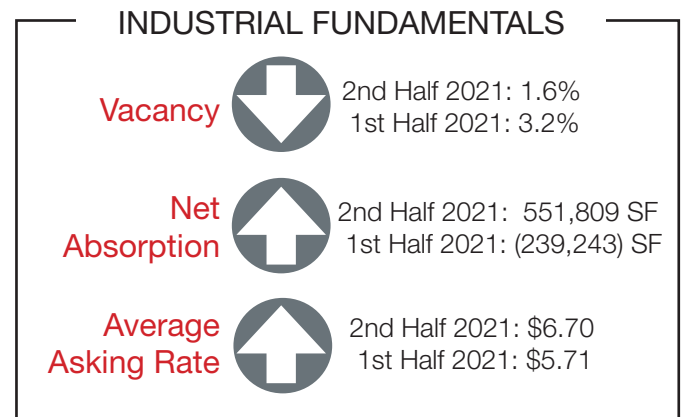 INDUSTRIAL FUNDAMENTALS
Vacancy
2nd Half 2021: 1.6%
1st Half 2021: 3.2%
Net
Absorption
2nd Half 2021: 551,809 SF
1st Half 2021: (239,243) SF
Average
Asking Rate
2nd Half 2021: $6.70
1st Half 2021: $5.71